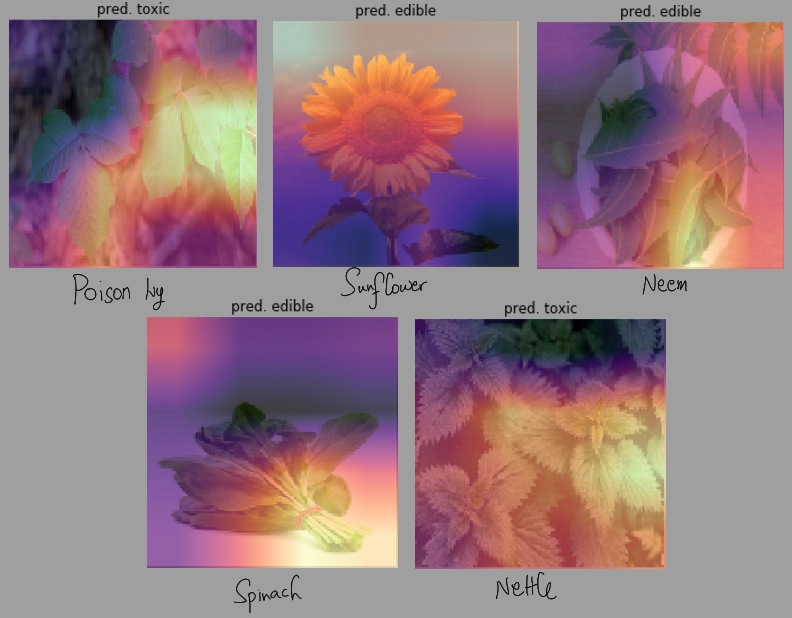 pred. toxic
pred. edible
pred. edible
Poison Ivy
Sunflower
Neem
pred. edible
pred. toxic
Spinach
Nettle